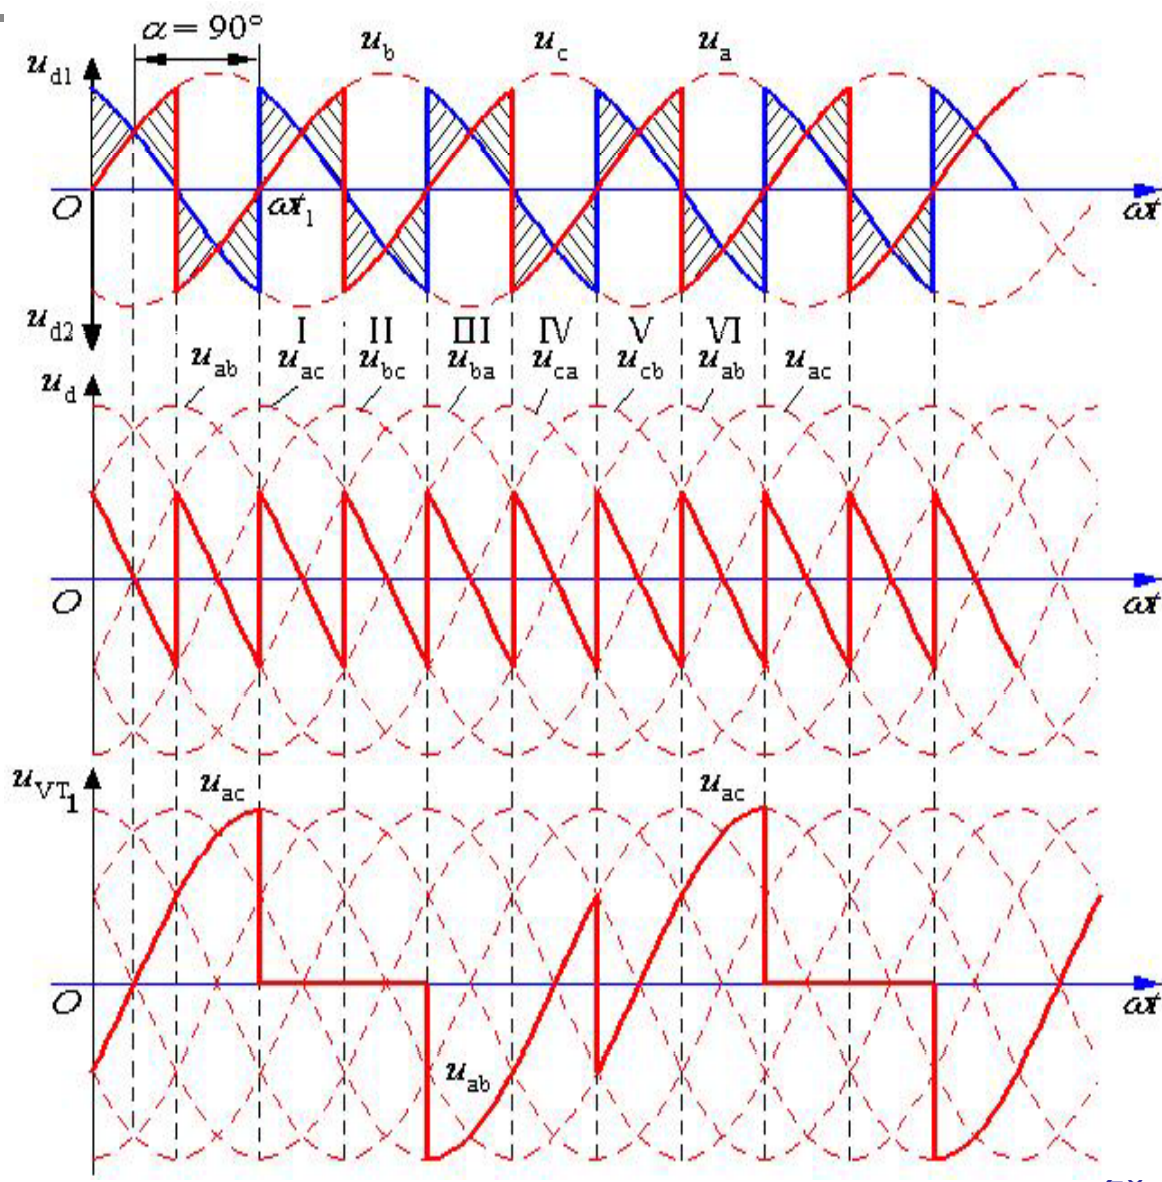 α = 90°
u_d1
u_b
u_c
u_a
O
ωt₁
ωt
u_d2
I
II
III
IV
V
VI
u_ab
u_ac
u_bc
u_ba
u_ca
u_cb
u_ab
u_ac
u_d
O
ωt
u_VT₁
u_ac
u_ac
O
ωt
u_ab